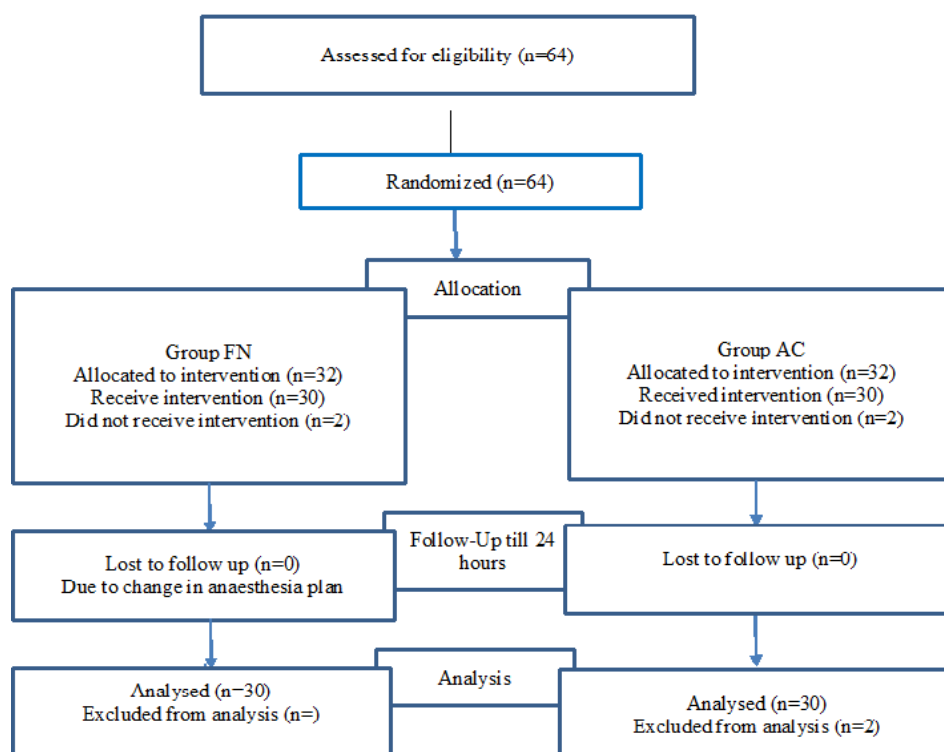 Assessed for eligibility (n=64)
Randomized (n=64)
Allocation
Group FN
Allocated to intervention (n=32)
Receive intervention (n=30)
Did not receive intervention (n=2)
Group AC
Allocated to intervention (n=32)
Received intervention (n=30)
Did not receive intervention (n=2)
Follow-Up till 24
hours
Lost to follow up (n=0)
Due to change in anaesthesia plan
Lost to follow up (n=0)
Analysis
Analysed (n=30)
Excluded from analysis (n=)
Analysed (n=30)
Excluded from analysis (n=2)